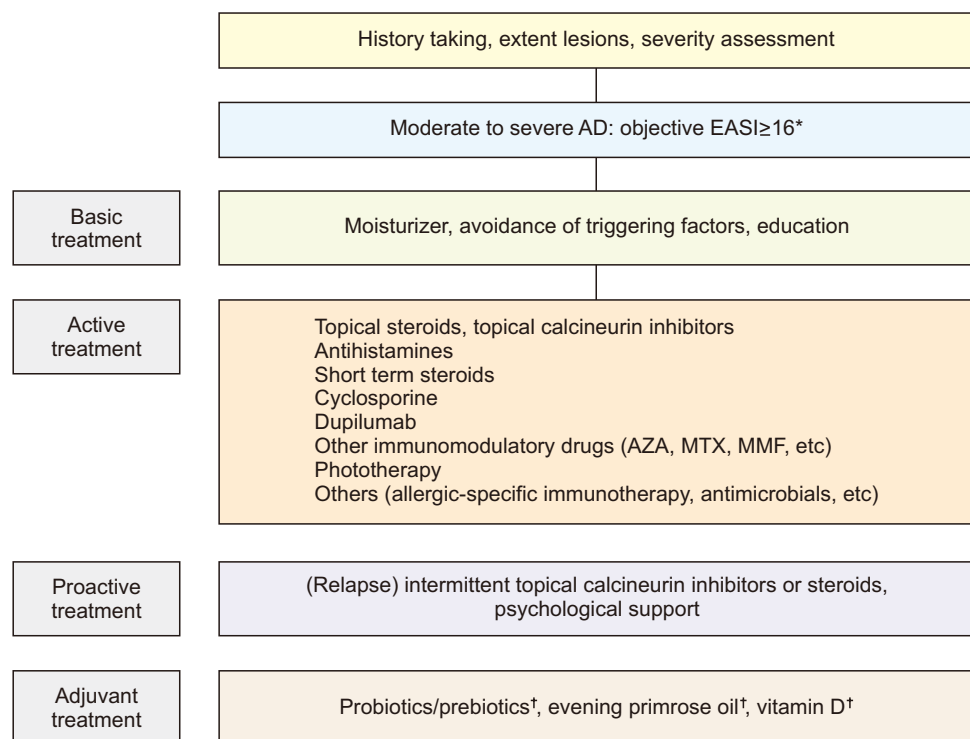 History taking, extent lesions, severity assessment
Moderate to severe AD: objective EASI≥16*
Basic
treatment
Moisturizer, avoidance of triggering factors, education
Active
treatment
Topical steroids, topical calcineurin inhibitors
Antihistamines
Short term steroids
Cyclosporine
Dupilumab
Other immunomodulatory drugs (AZA, MTX, MMF, etc)
Phototherapy
Others (allergic-specific immunotherapy, antimicrobials, etc)
Proactive
treatment
(Relapse) intermittent topical calcineurin inhibitors or steroids,
psychological support
Adjuvant
treatment
Probiotics/prebiotics†, evening primrose oil†, vitamin D†